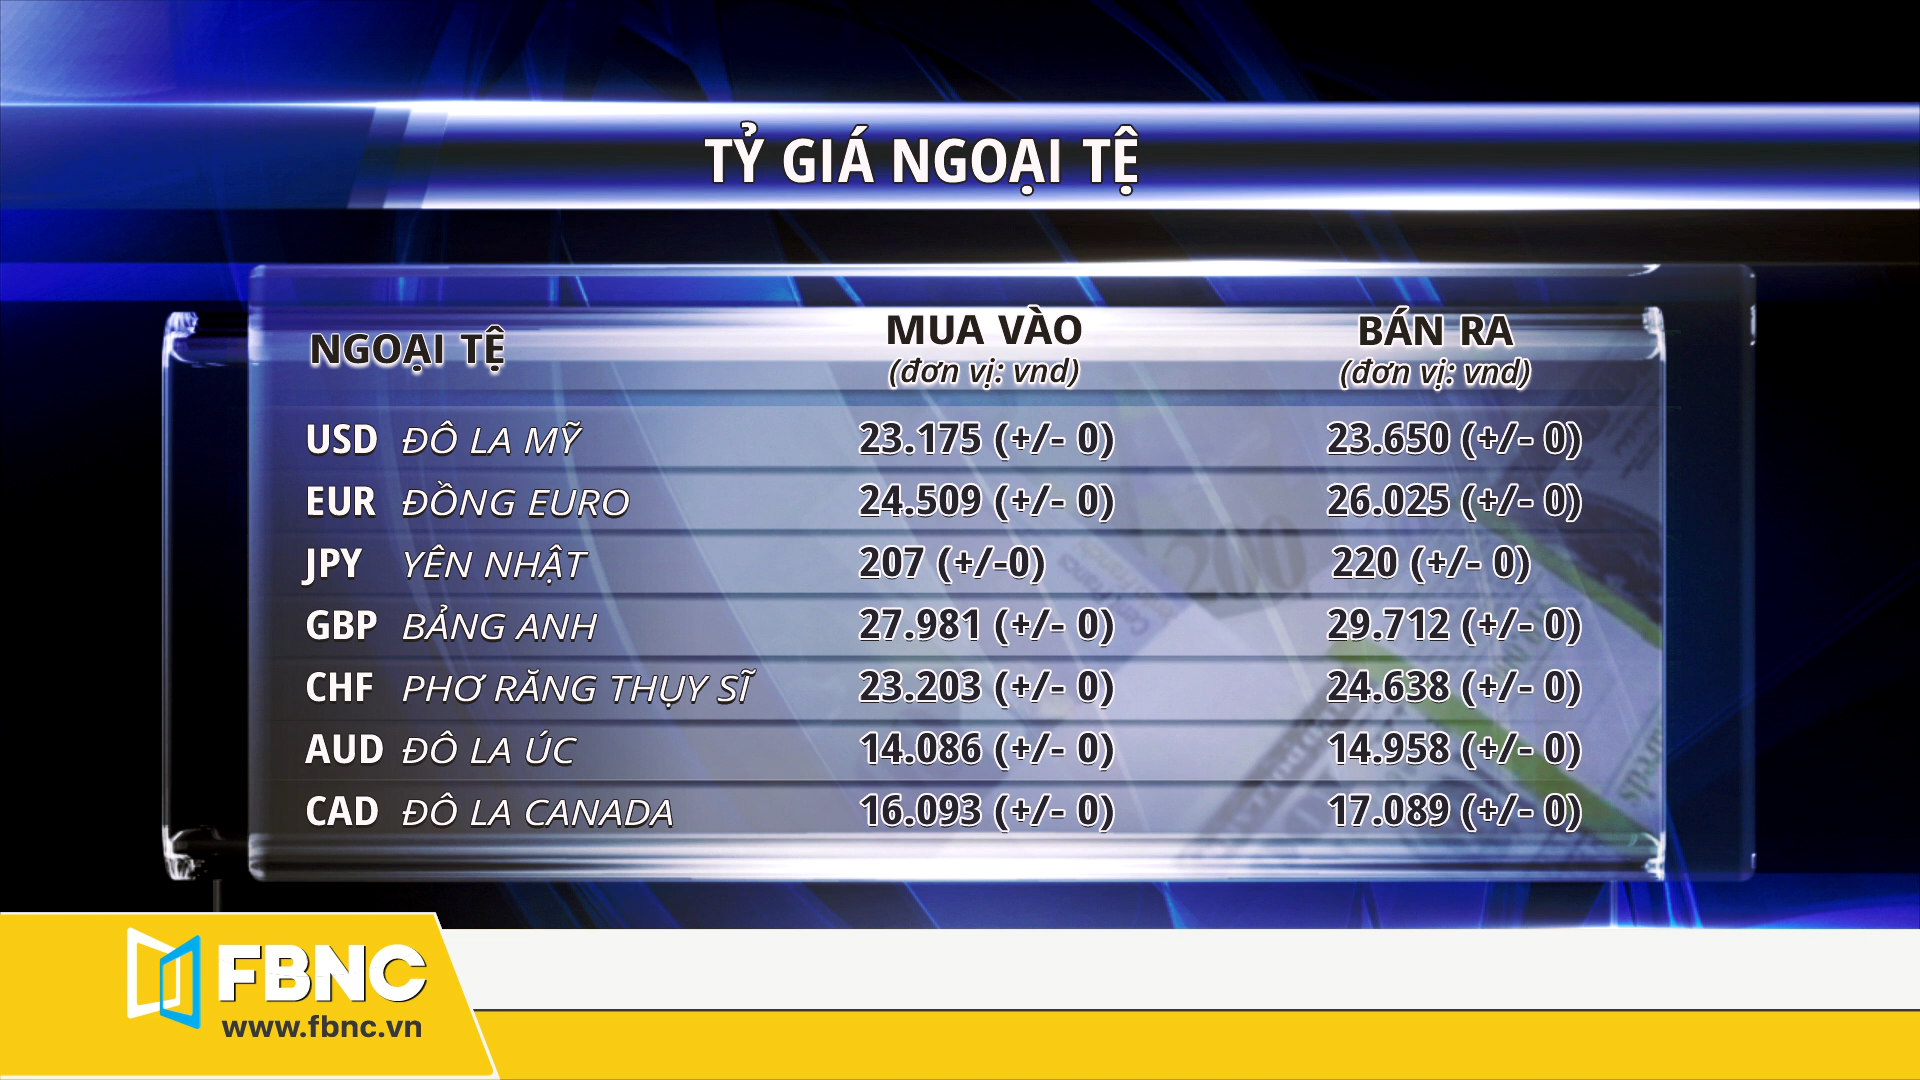 TỶ GIÁ NGOẠI TỆ
NGOẠI TỆ MUA VÀO BÁN RA
(đơn vị: vnd) (đơn vị: vnd)
USD ĐÔ LA MỸ 23.175 (+/- 0) 23.650 (+/- 0)
EUR ĐỒNG EURO 24.509 (+/- 0) 26.025 (+/- 0)
JPY YÊN NHẬT 207 (+/-0) 220 (+/- 0)
GBP BẢNG ANH 27.981 (+/- 0) 29.712 (+/- 0)
CHF PHƠ RĂNG THỤY SĨ 23.203 (+/- 0) 24.638 (+/- 0)
AUD ĐÔ LA ÚC 14.086 (+/- 0) 14.958 (+/- 0)
CAD ĐÔ LA CANADA 16.093 (+/- 0) 17.089 (+/- 0)
200
FBNC
www.fbnc.vn